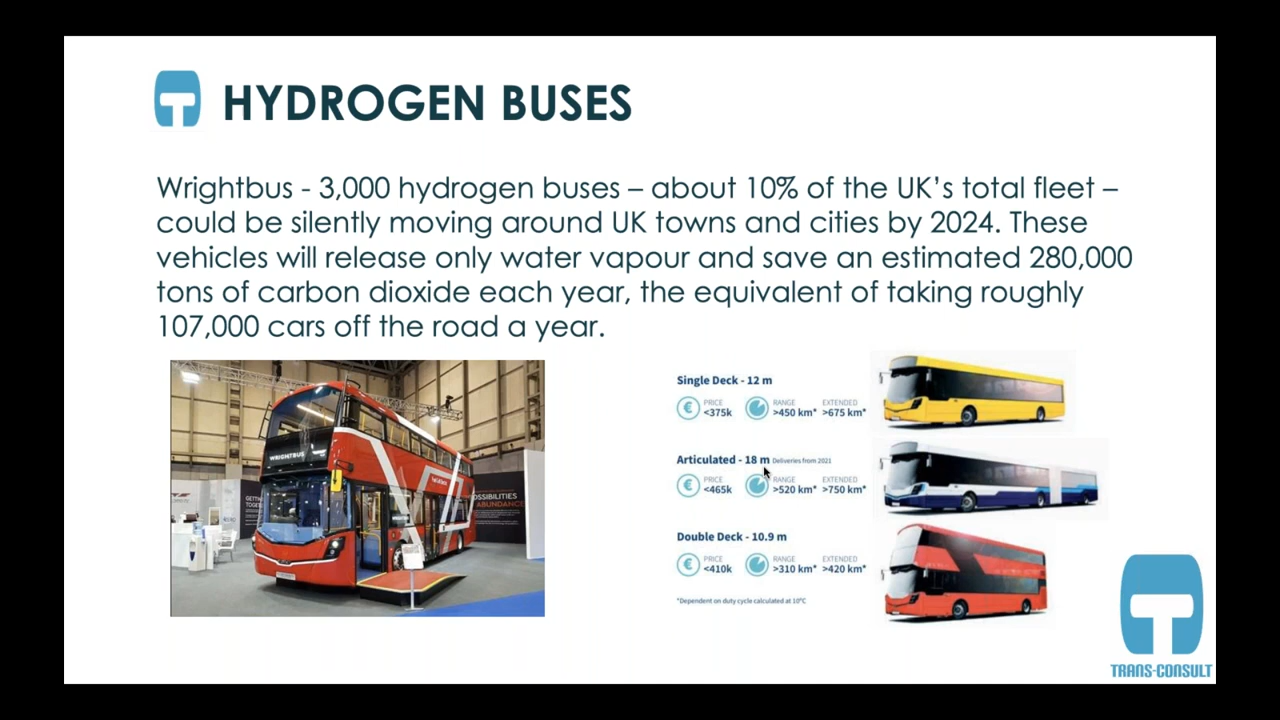 HYDROGEN BUSES
Wrightbus - 3,000 hydrogen buses – about 10% of the UK’s total fleet –
could be silently moving around UK towns and cities by 2024. These
vehicles will release only water vapour and save an estimated 280,000
tons of carbon dioxide each year, the equivalent of taking roughly
107,000 cars off the road a year.
WRIGHTBUS
OSSIBILITIES
ABUNDANCE
Single Deck - 12 m
€ PRICE RANGE EXTENDED
<375k >450 km* >675 km*
Articulated - 18 m Deliveries from 2021
€ PRICE RANGE EXTENDED
<465k >520 km* >750 km*
Double Deck - 10.9 m
€ PRICE RANGE EXTENDED
<410k >310 km* >420 km*
*Dependent on duty cycle calculated at 10°C
TRANS-CONSULT